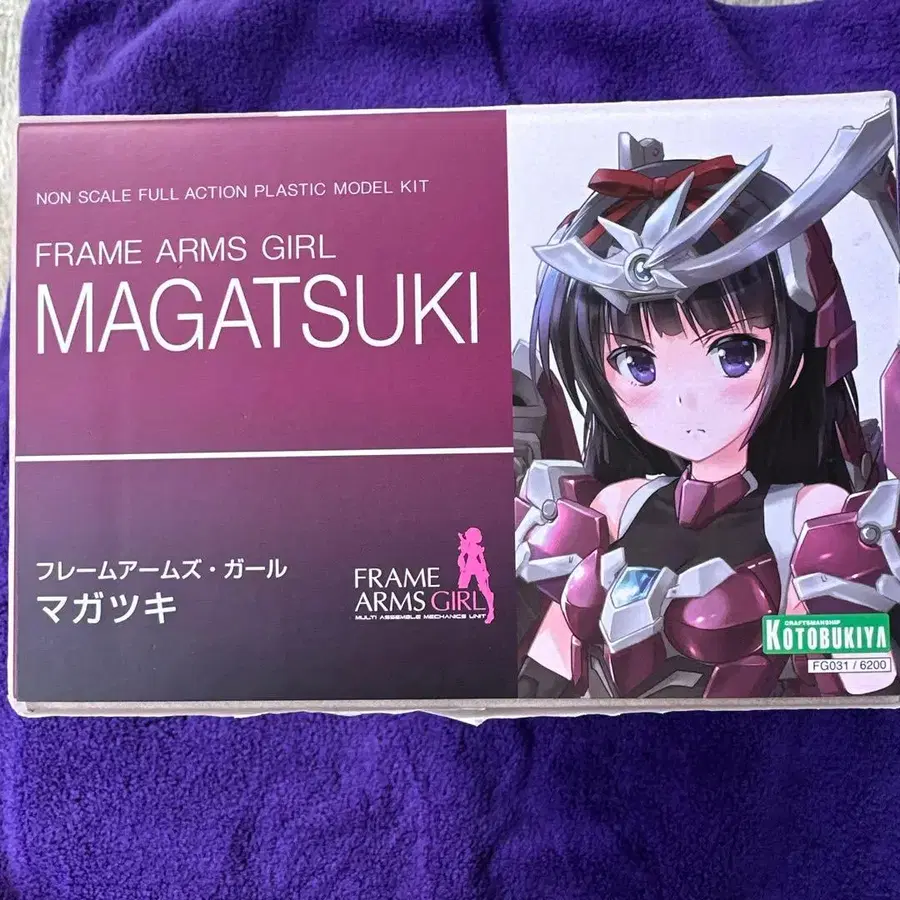 NON SCALE FULL ACTION PLASTIC MODEL KIT
FRAME ARMS GIRL
MAGATSUKI
フレームアームズ・ガール
マガツキ
FRAME
ARMS GIRL
MULTI ASSEMBLE MECHANICS UNIT
CRAFTSMANSHIP
KOTOBUKIYA
FG031 / 6200